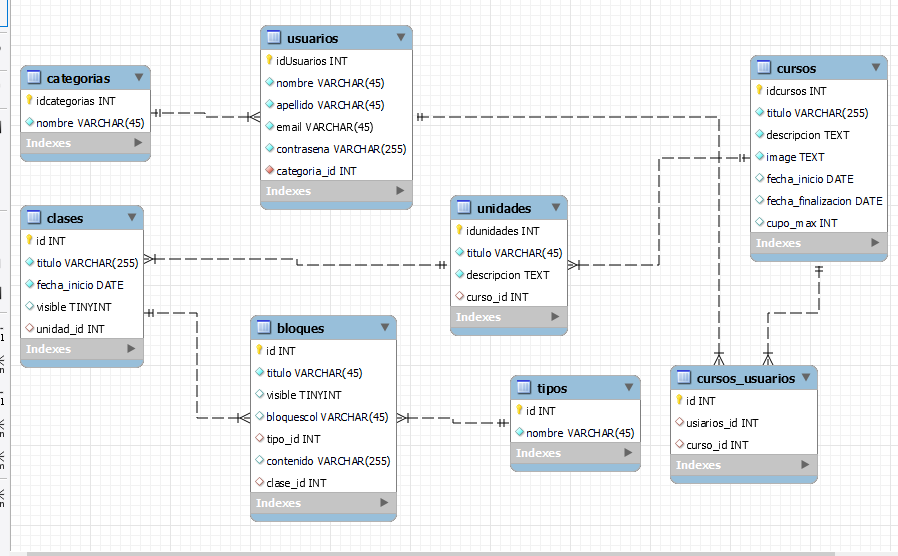 categorias
idcategorias INT
nombre VARCHAR(45)
Indexes
usuarios
idUsuarios INT
nombre VARCHAR(45)
apellido VARCHAR(45)
email VARCHAR(45)
contrasena VARCHAR(255)
categoria_id INT
Indexes
cursos
idcursos INT
titulo VARCHAR(255)
descripcion TEXT
image TEXT
fecha_inicio DATE
fecha_fnalizacion DATE
cupo_max INT
Indexes
clases
id INT
titulo VARCHAR(255)
fecha_inicio DATE
visible TINYINT
unidad_id INT
Indexes
unidades
idunidades INT
titulo VARCHAR(45)
descripcion TEXT
curso_id INT
Indexes
bloques
id INT
titulo VARCHAR(45)
visible TINYINT
bloquescol VARCHAR(45)
tipo_id INT
contenido VARCHAR(255)
clase_id INT
Indexes
tipos
id INT
nombre VARCHAR(45)
Indexes
cursos_usuarios
id INT
usiarios_id INT
curso_id INT
Indexes